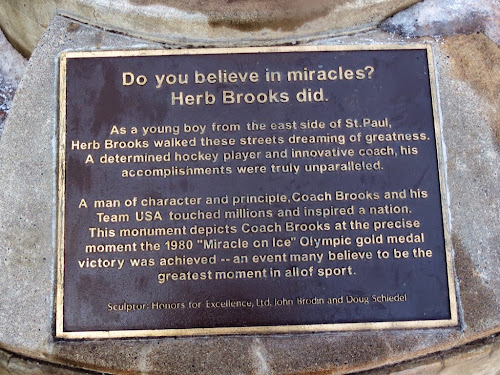 Do you believe in miracles?
Herb Brooks did.
As a young boy from the east side of St.Paul,
Herb Brooks walked these streets dreaming of greatness.
A determined hockey player and innovative coach, his
accomplishments were truly unparalleled.
A man of character and principle, Coach Brooks and his
Team USA touched millions and inspired a nation.
This monument depicts Coach Brooks at the precise
moment the 1980 "Miracle on Ice" Olympic gold medal
victory was achieved -- an event many believe to be the
greatest moment in all of sport.
Sculptor: Honors for Excellence, Ltd. John Brodin and Doug Schiedel